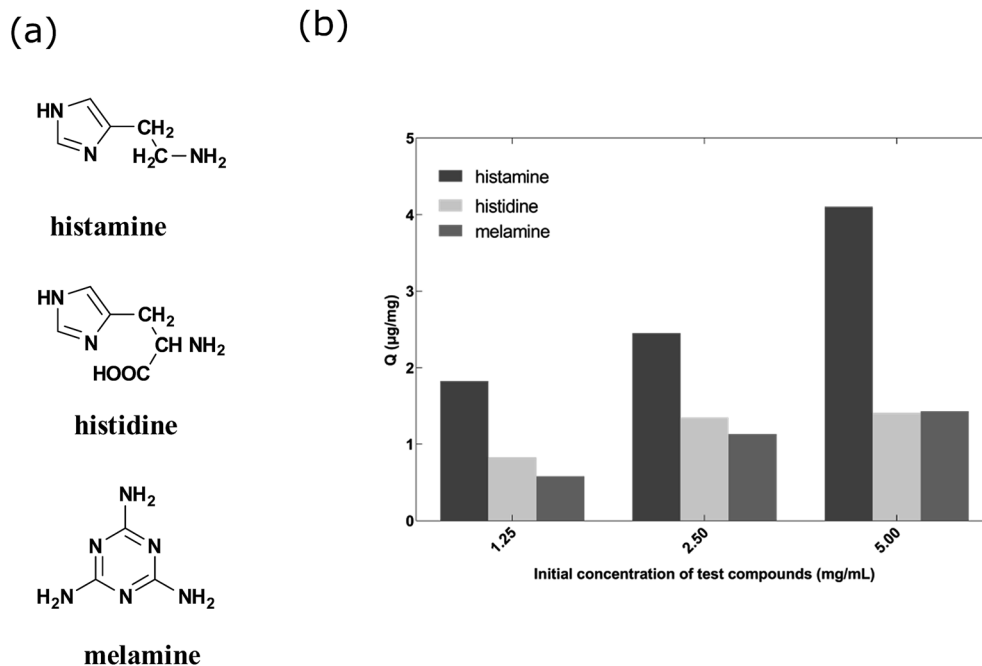 (a)
HN
CH2
N
H2C NH2
histamine
HN
CH2
N
CH NH2
HOOC
histidine
NH2
N N
H2N N NH2
melamine
(b)
5
4
3
2
1
0
Q (µg/mg)
histamine
histidine
melamine
1.25
2.50
5.00
Initial concentration of test compounds (mg/mL)